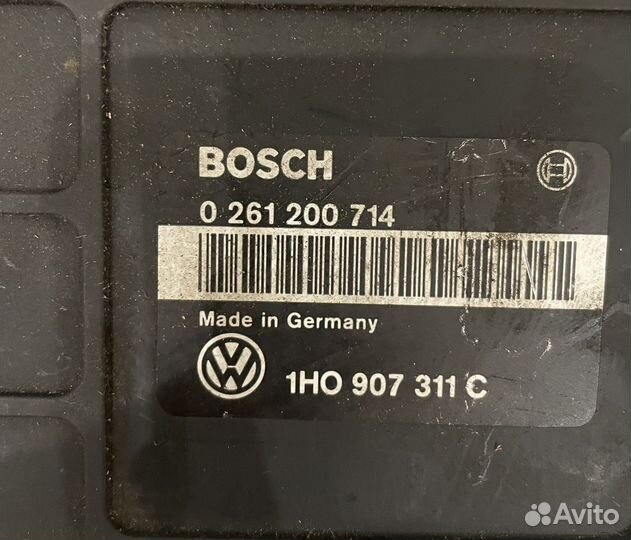 BOSCH
0 261 200 714
Made in Germany
1HO 907 311 C
Avito